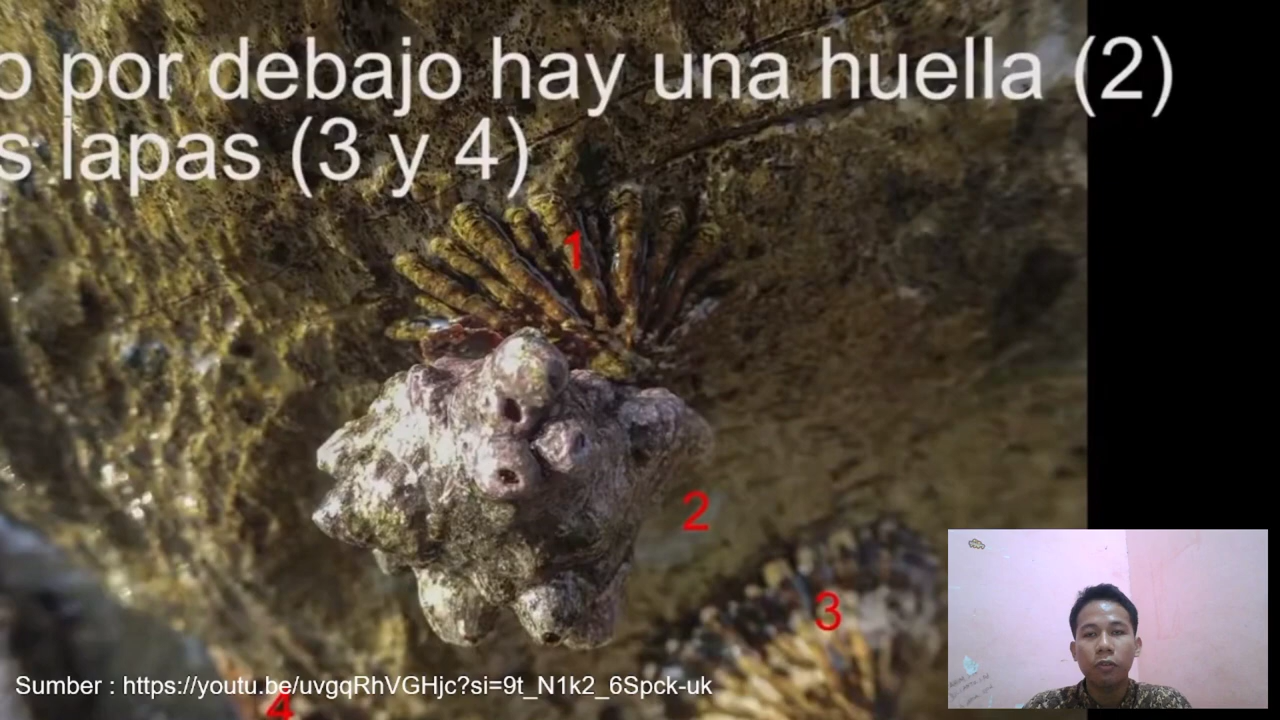 o por debajo hay una huella (2)
s lapas (3 y 4)
1
2
3
4
Sumber : https://youtu.be/uvgqRhVGHjc?si=9t_N1k2_6Spck-uk